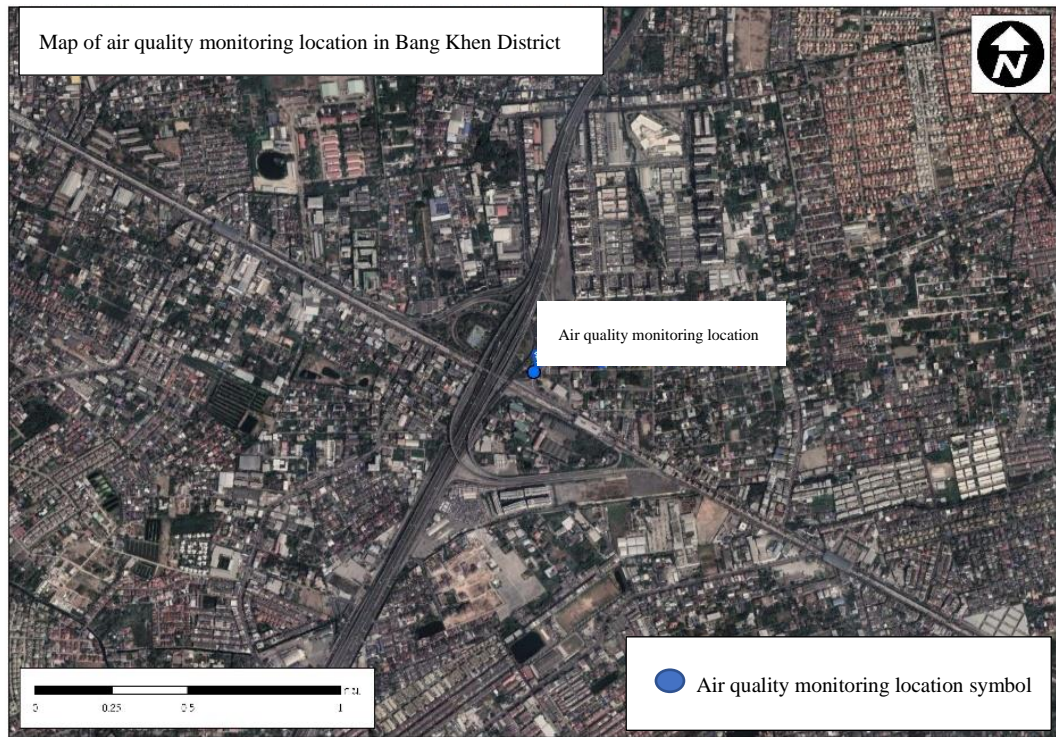 Map of air quality monitoring location in Bang Khen District
N
Air quality monitoring location
0 0.25 0.5 1
Air quality monitoring location symbol